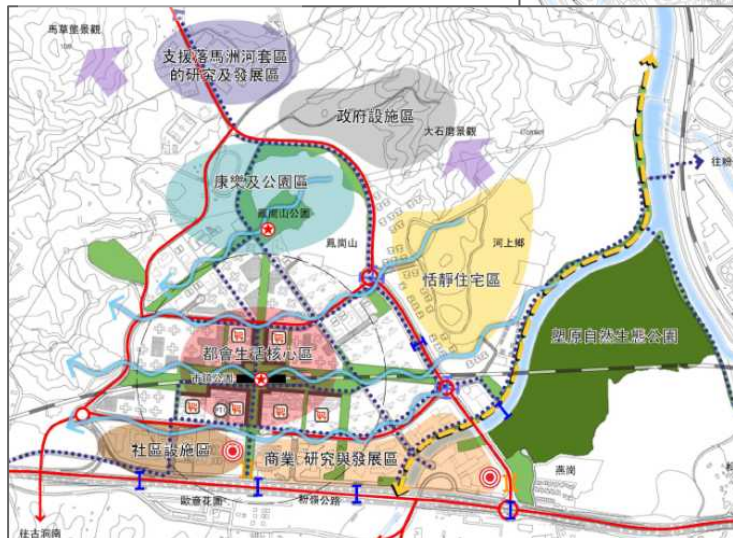 馬草壟景觀
支援落馬洲河套區
的研究及發展區
政府設施區
大石磨景觀
康樂及公園區
鳳崗山公園
鳳崗山
河上鄉
恬靜住宅區
塱原自然生態公園
都會生活核心區
市鎮公園
社區設施區
商業, 研究與發展區
燕崗
歐意花園
粉嶺公路
往古洞南